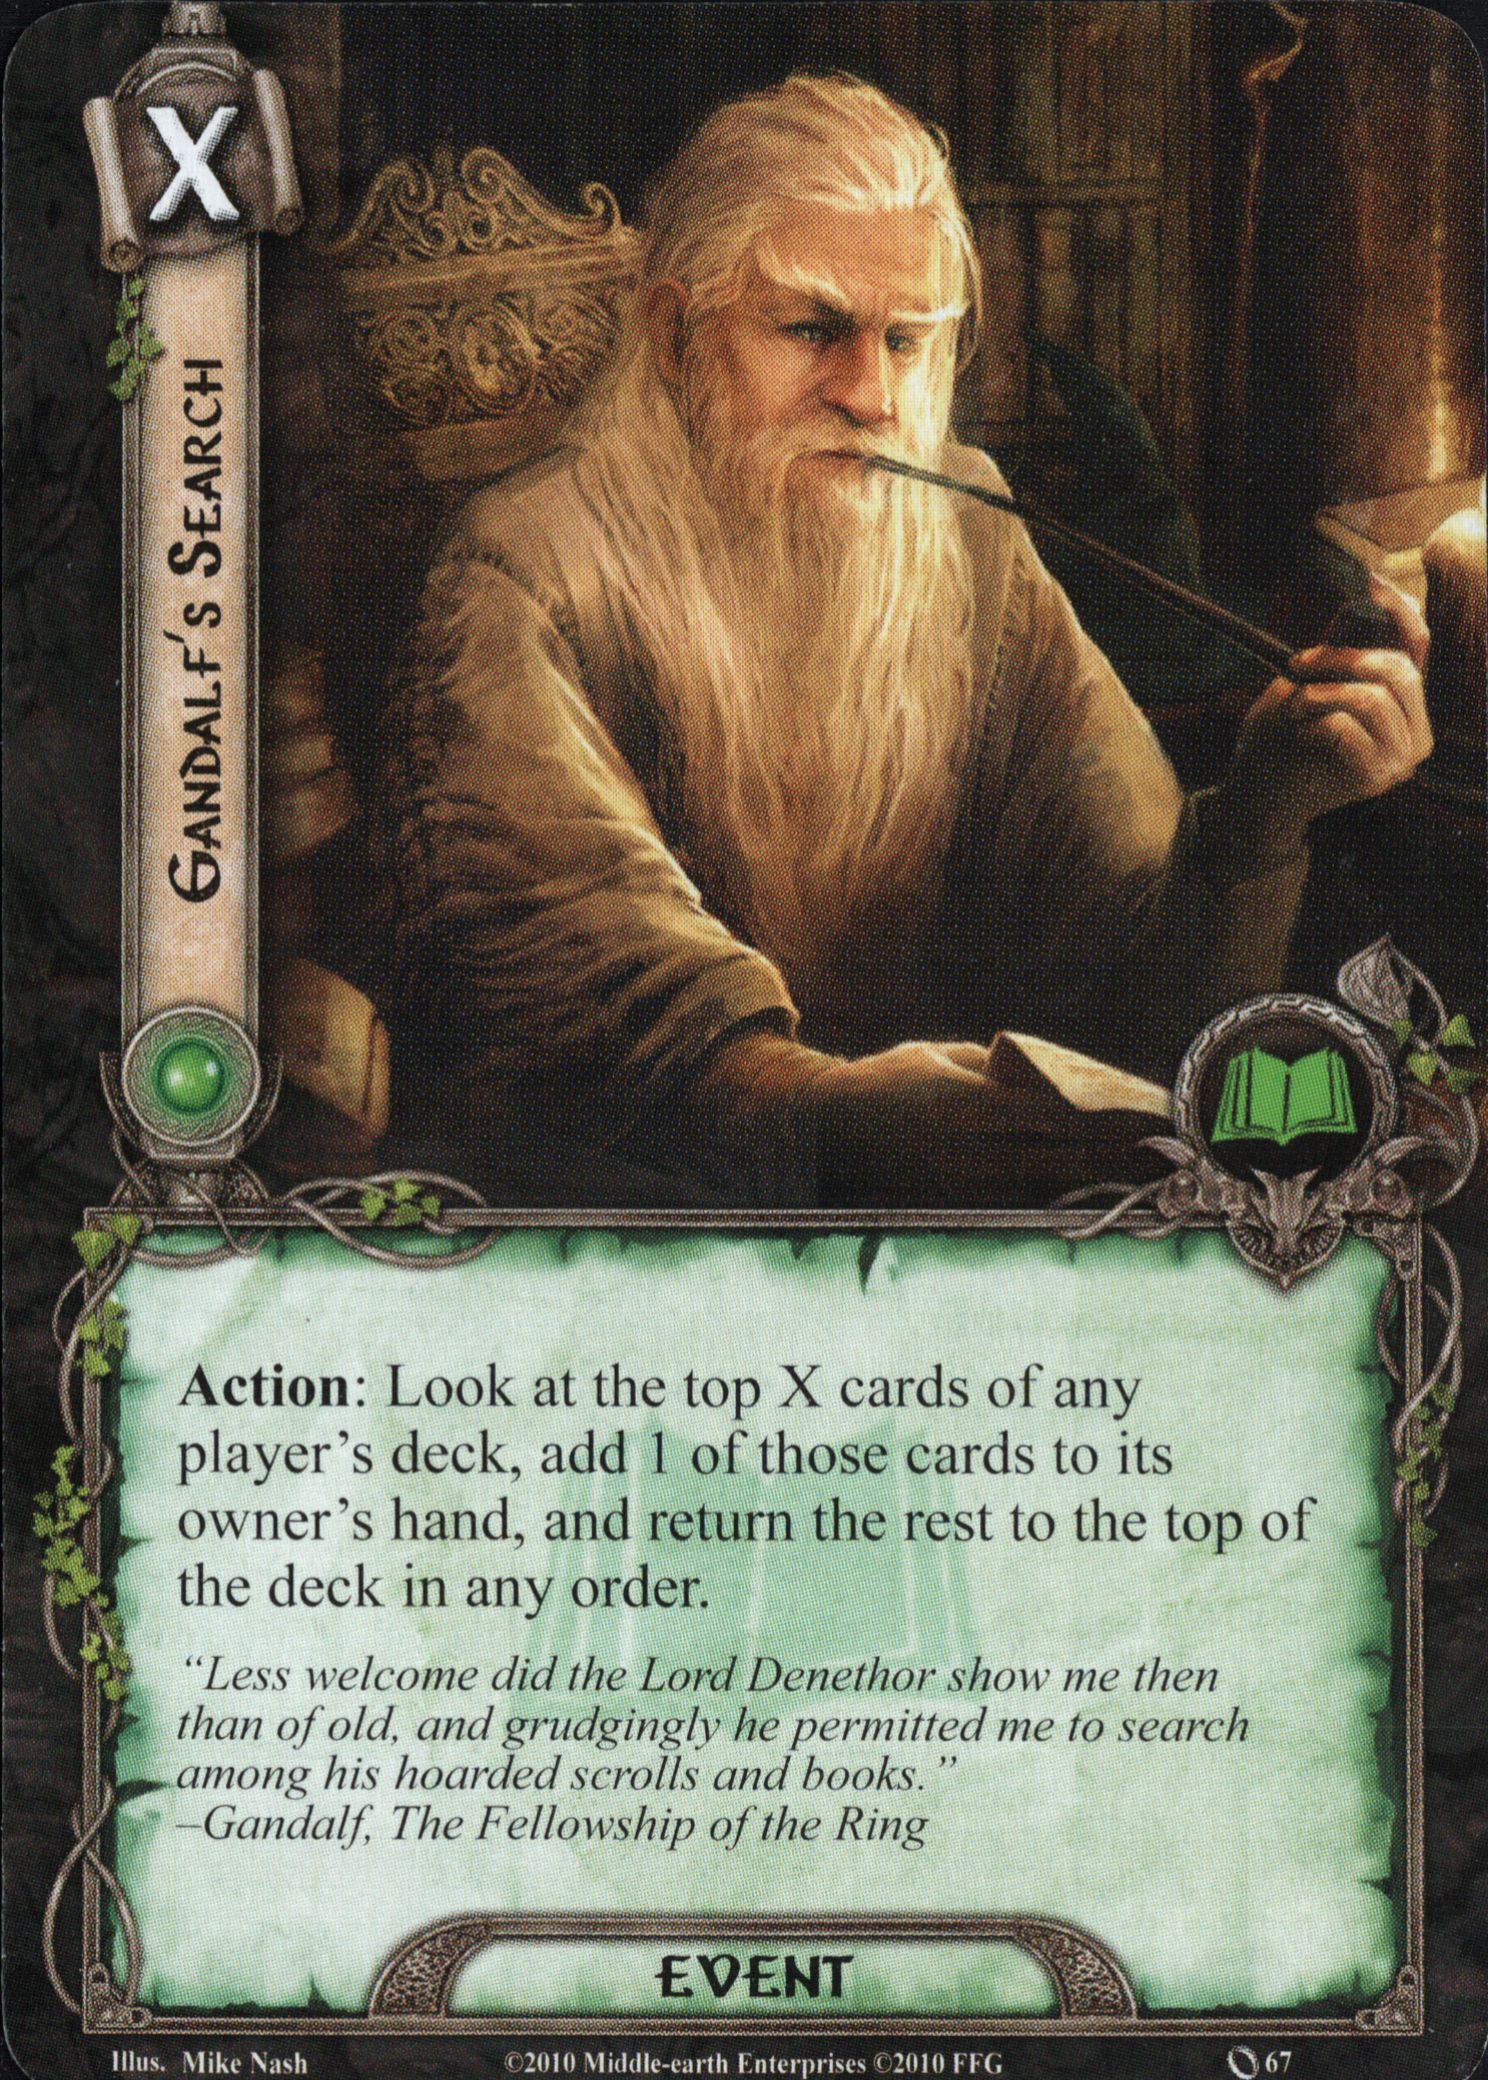 X
GANDALF'S SEARCH
Action: Look at the top X cards of any
player's deck, add 1 of those cards to its
owner's hand, and return the rest to the top of
the deck in any order.
“Less welcome did the Lord Denethor show me then
than of old, and grudgingly he permitted me to search
among his hoarded scrolls and books.”
–Gandalf, The Fellowship of the Ring
EVENT
Illus. Mike Nash
©2010 Middle-earth Enterprises ©2010 FFG
67